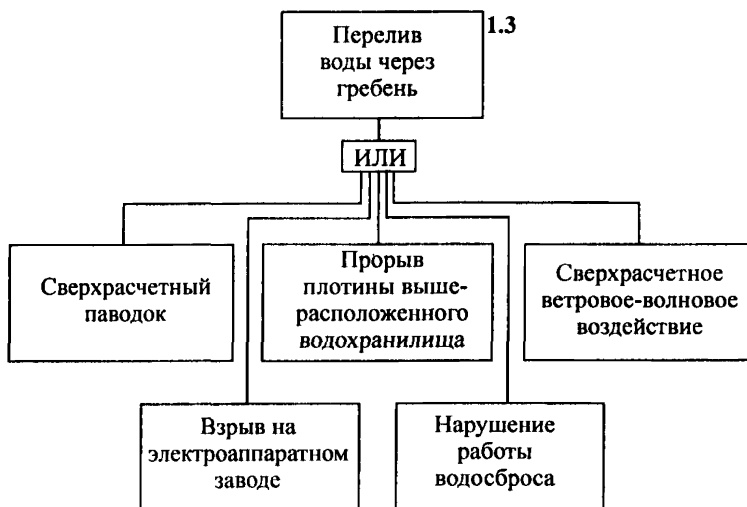 Перелив
воды через
гребень
1.3
ИЛИ
Сверхрасчетный
паводок
Прорыв
плотины выше-
расположенного
водохранилища
Сверхрасчетное
ветровое-волновое
воздействие
Взрыв на
электроаппаратном
заводе
Нарушение
работы
водосброса